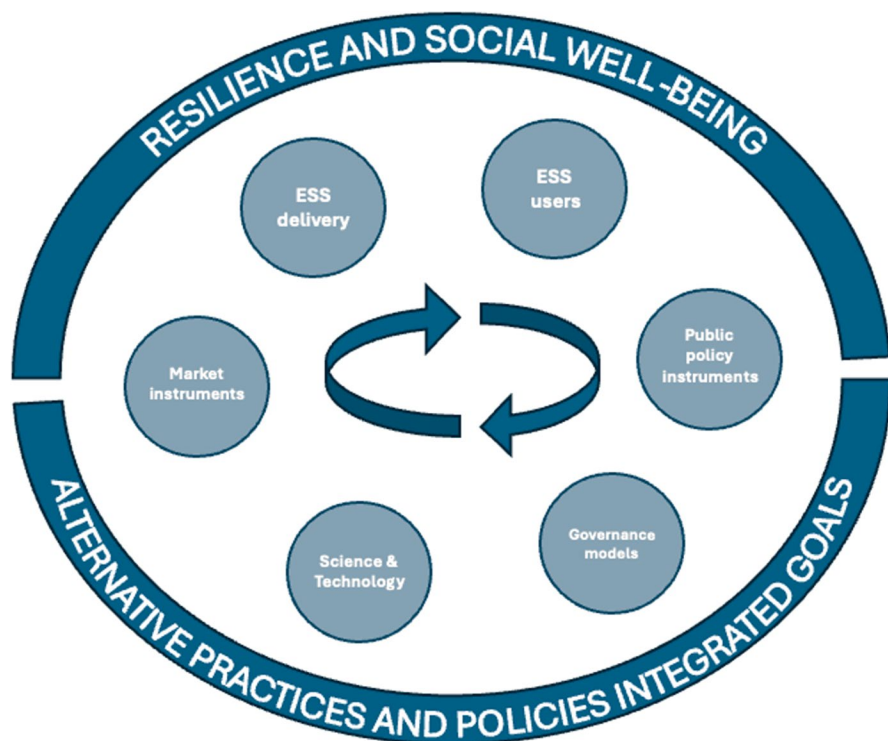 RESILIENCE AND SOCIAL WELL-BEING
ESS
delivery
ESS
users
Market
instruments
Public
policy
instruments
Science &
Technology
Governance
models
ALTERNATIVE PRACTICES AND POLICIES INTEGRATED GOALS